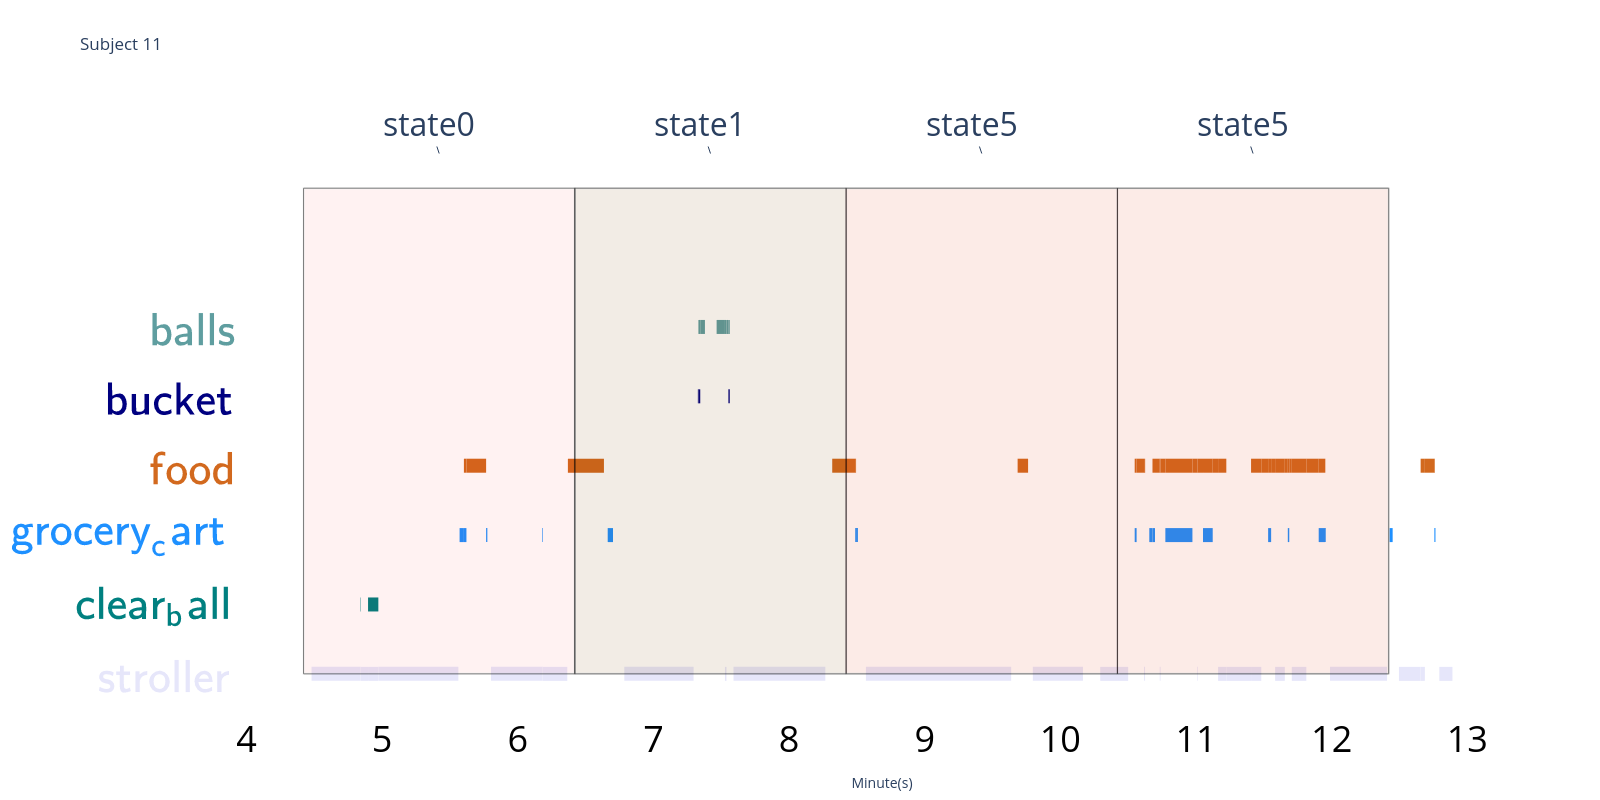 Subject 11
state0 state1 state5 state5
balls
bucket
food
grocery_c art
clear_b all
stroller
4 5 6 7 8 9 10 11 12 13
Minute(s)